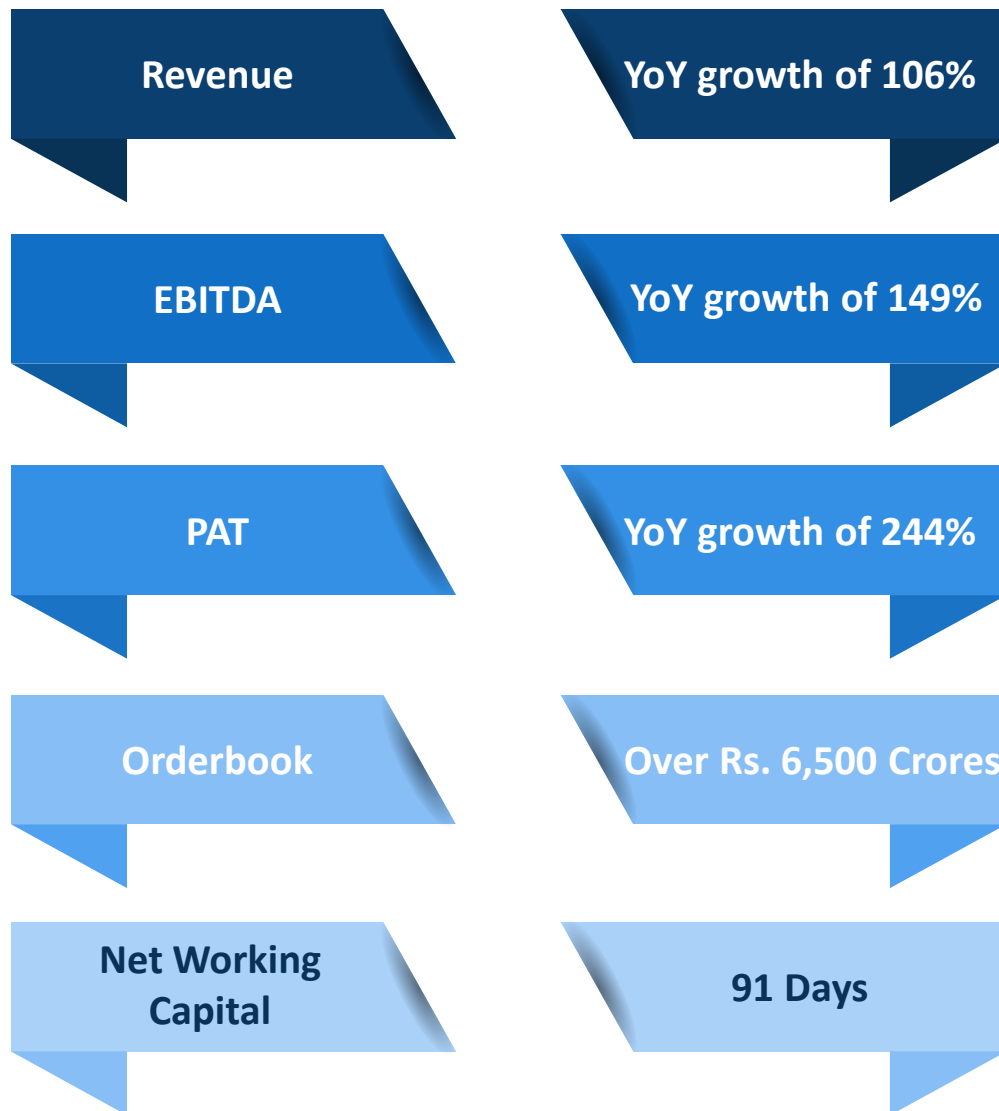 Revenue
YoY growth of 106%
EBITDA
YoY growth of 149%
PAT
YoY growth of 244%
Orderbook
Over Rs. 6,500 Crores
Net Working
Capital
91 Days